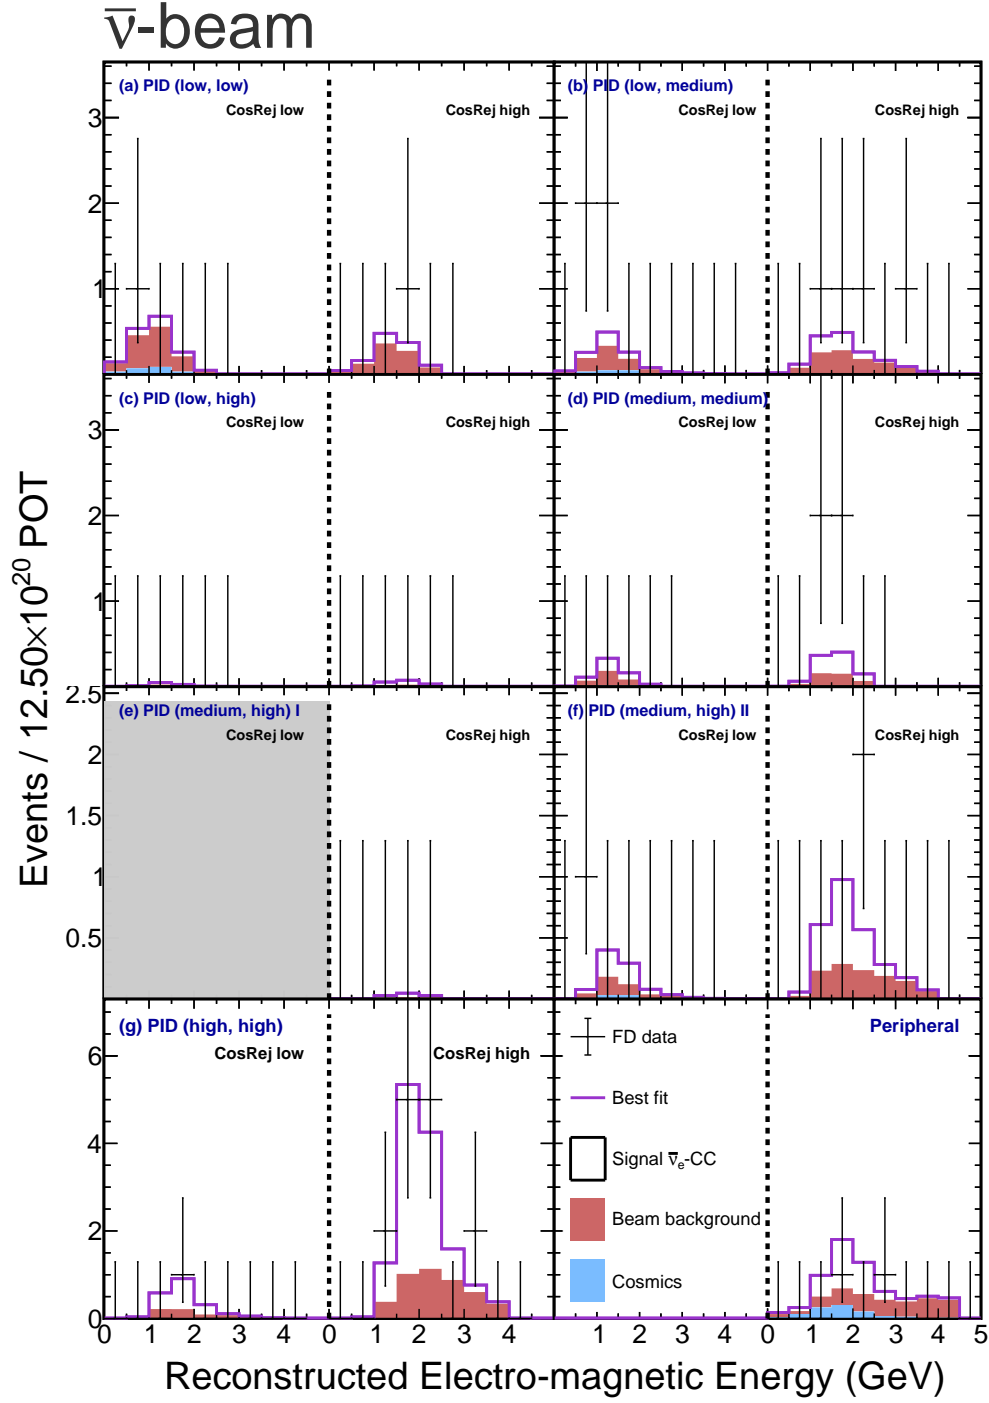 ν̄-beam
(a) PID (low, low)
CosRej low
CosRej high
(b) PID (low, medium)
CosRej low
CosRej high
1
2
3
(c) PID (low, high)
CosRej low
CosRej high
(d) PID (medium, medium)
CosRej low
CosRej high
1
2
3
(e) PID (medium, high) I
CosRej low
CosRej high
(f) PID (medium, high) II
CosRej low
CosRej high
0.5
1
1.5
2
2.5
(g) PID (high, high)
CosRej low
CosRej high
Peripheral
0
2
4
6
FD data
Best fit
Signal ν̄e-CC
Beam background
Cosmics
0 1 2 3 4 0 1 2 3 4 1 2 3 4 0 1 2 3 4 5
Events / 12.50×10²⁰ POT
Reconstructed Electro-magnetic Energy (GeV)